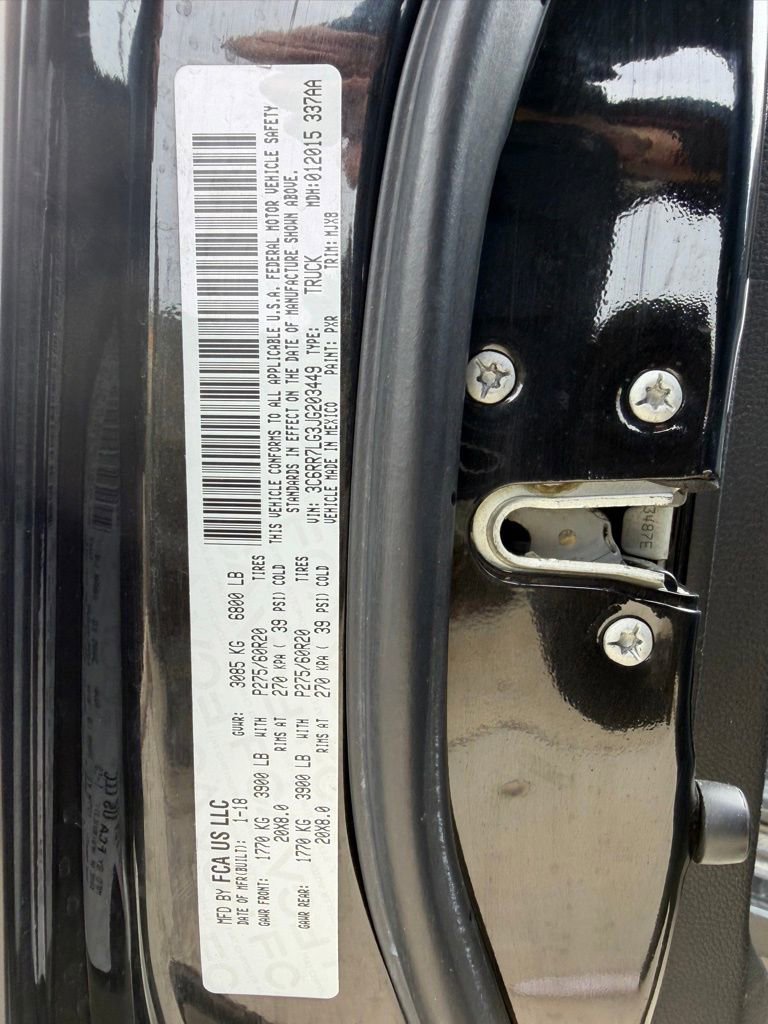 MFD BY FCA US LLC
DATE OF MFR(BUILT): 1-18 GVWR: 3085 KG 6800 LB
GAWR FRONT: 1770 KG 3900 LB WITH P275/60R20 TIRES
20X8.0 RIMS AT 270 KPA ( 39 PSI) COLD
GAWR REAR: 1770 KG 3900 LB WITH P275/60R20 TIRES
20X8.0 RIMS AT 270 KPA ( 39 PSI) COLD
THIS VEHICLE CONFORMS TO ALL APPLICABLE U.S.A. FEDERAL MOTOR VEHICLE SAFETY
STANDARDS IN EFFECT ON THE DATE OF MANUFACTURE SHOWN ABOVE.
VIN: 3C6RR7LG3JG203449 TYPE: TRUCK MDH:012015 337AA
VEHICLE MADE IN MEXICO PAINT: PXR TRIM: MJX8
3487E